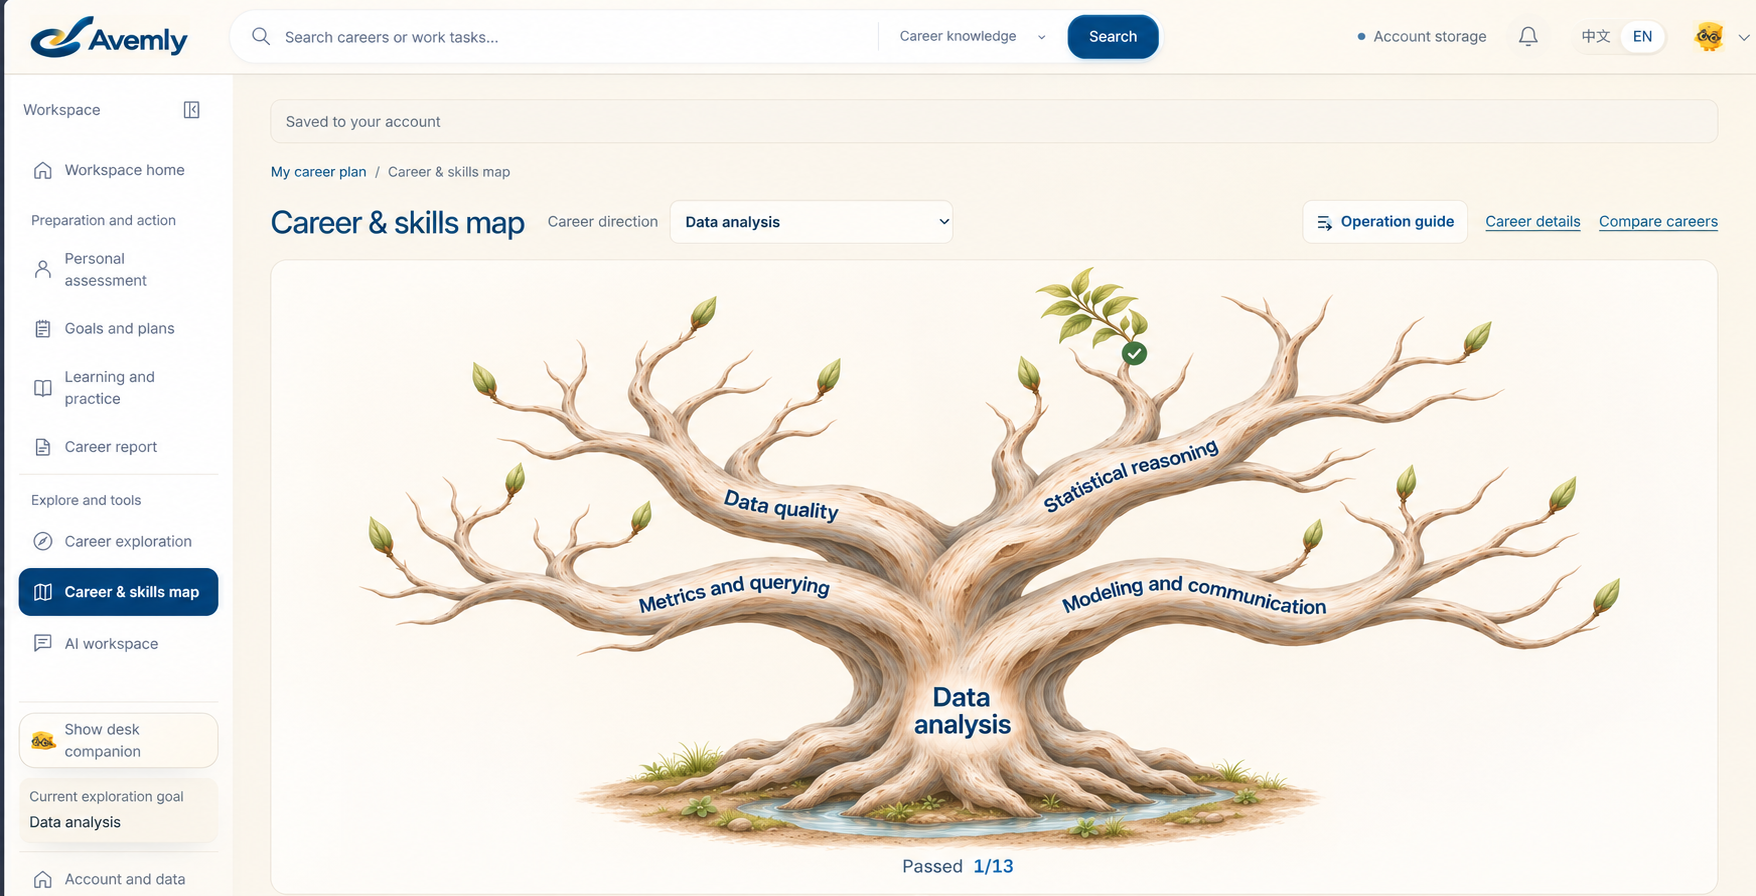 Avemly
Search careers or work tasks...
Career knowledge
Search
Account storage
中文
EN
Workspace
Workspace home
Preparation and action
Personal
assessment
Goals and plans
Learning and
practice
Career report
Explore and tools
Career exploration
Career & skills map
AI workspace
Show desk
companion
Current exploration goal
Data analysis
Account and data
Saved to your account
My career plan / Career & skills map
Career & skills map
Career direction
Data analysis
Operation guide
Career details
Compare careers
Data quality
Statistical reasoning
Metrics and querying
Modeling and communication
Data
analysis
Passed 1/13